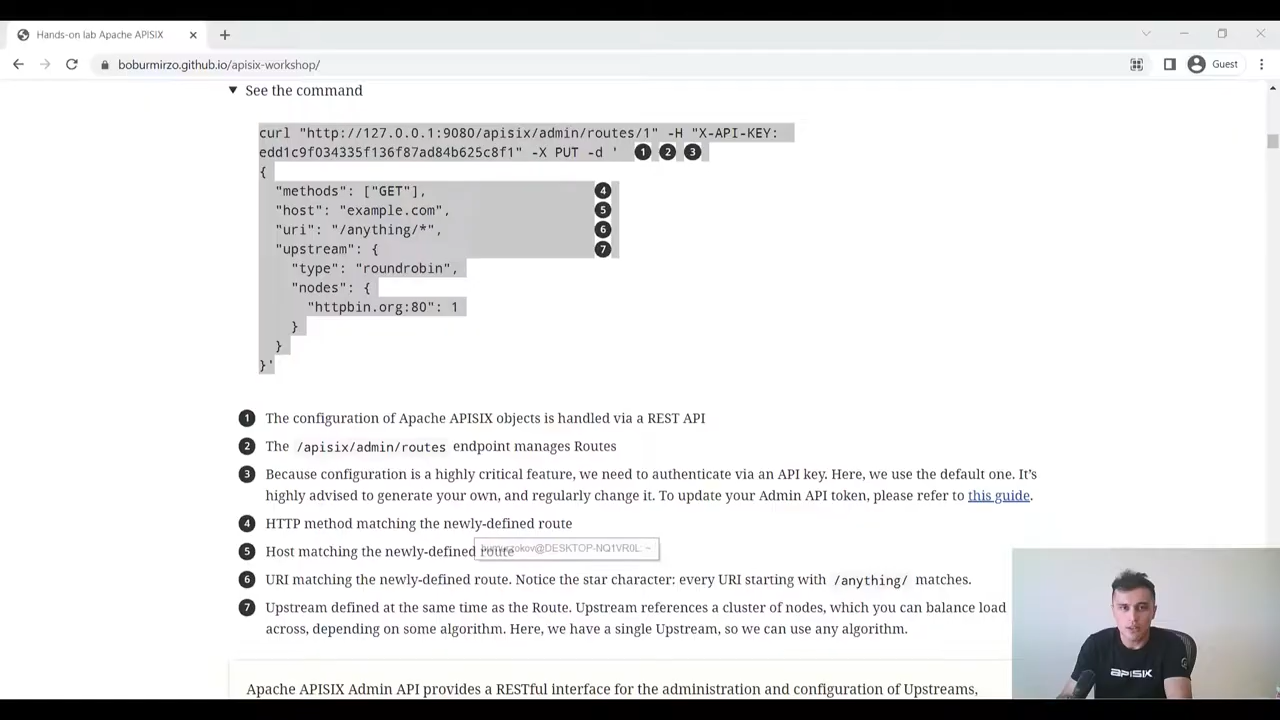 Hands-on lab Apache APISIX
boburmirzo.github.io/apisix-workshop/
Guest
See the command
curl "http://127.0.0.1:9080/apisix/admin/routes/1" -H "X-API-KEY:
edd1c9f034335f136f87ad84b625c8f1" -X PUT -d ' 1 2 3
{
"methods": ["GET"], 4
"host": "example.com", 5
"uri": "/anything/*", 6
"upstream": { 7
"type": "roundrobin",
"nodes": {
"httpbin.org:80": 1
}
}
}'
1 The configuration of Apache APISIX objects is handled via a REST API
2 The /apisix/admin/routes endpoint manages Routes
3 Because configuration is a highly critical feature, we need to authenticate via an API key. Here, we use the default one. It's
highly advised to generate your own, and regularly change it. To update your Admin API token, please refer to this guide.
4 HTTP method matching the newly-defined route
5 Host matching the newly-defined route
6 URI matching the newly-defined route. Notice the star character: every URI starting with /anything/ matches.
7 Upstream defined at the same time as the Route. Upstream references a cluster of nodes, which you can balance load
across, depending on some algorithm. Here, we have a single Upstream, so we can use any algorithm.
APISIX
Apache APISIX Admin API provides a RESTful interface for the administration and configuration of Upstreams,